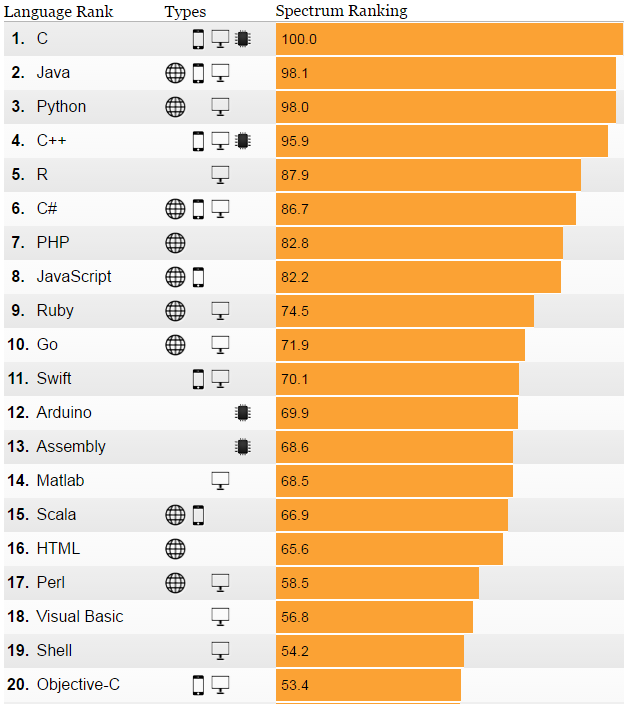 Language Rank Types Spectrum Ranking
1. C 100.0
2. Java 98.1
3. Python 98.0
4. C++ 95.9
5. R 87.9
6. C# 86.7
7. PHP 82.8
8. JavaScript 82.2
9. Ruby 74.5
10. Go 71.9
11. Swift 70.1
12. Arduino 69.9
13. Assembly 68.6
14. Matlab 68.5
15. Scala 66.9
16. HTML 65.6
17. Perl 58.5
18. Visual Basic 56.8
19. Shell 54.2
20. Objective-C 53.4